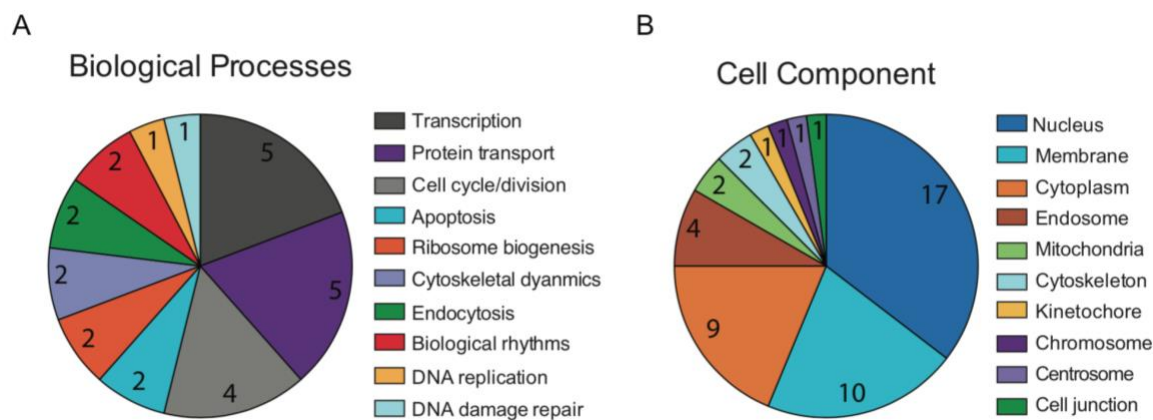 A
Biological Processes
5
5
4
2
2
2
2
2
1
1
Transcription
Protein transport
Cell cycle/division
Apoptosis
Ribosome biogenesis
Cytoskeletal dyanmics
Endocytosis
Biological rhythms
DNA replication
DNA damage repair
B
Cell Component
17
10
9
4
2
2
1
1
1
1
Nucleus
Membrane
Cytoplasm
Endosome
Mitochondria
Cytoskeleton
Kinetochore
Chromosome
Centrosome
Cell junction